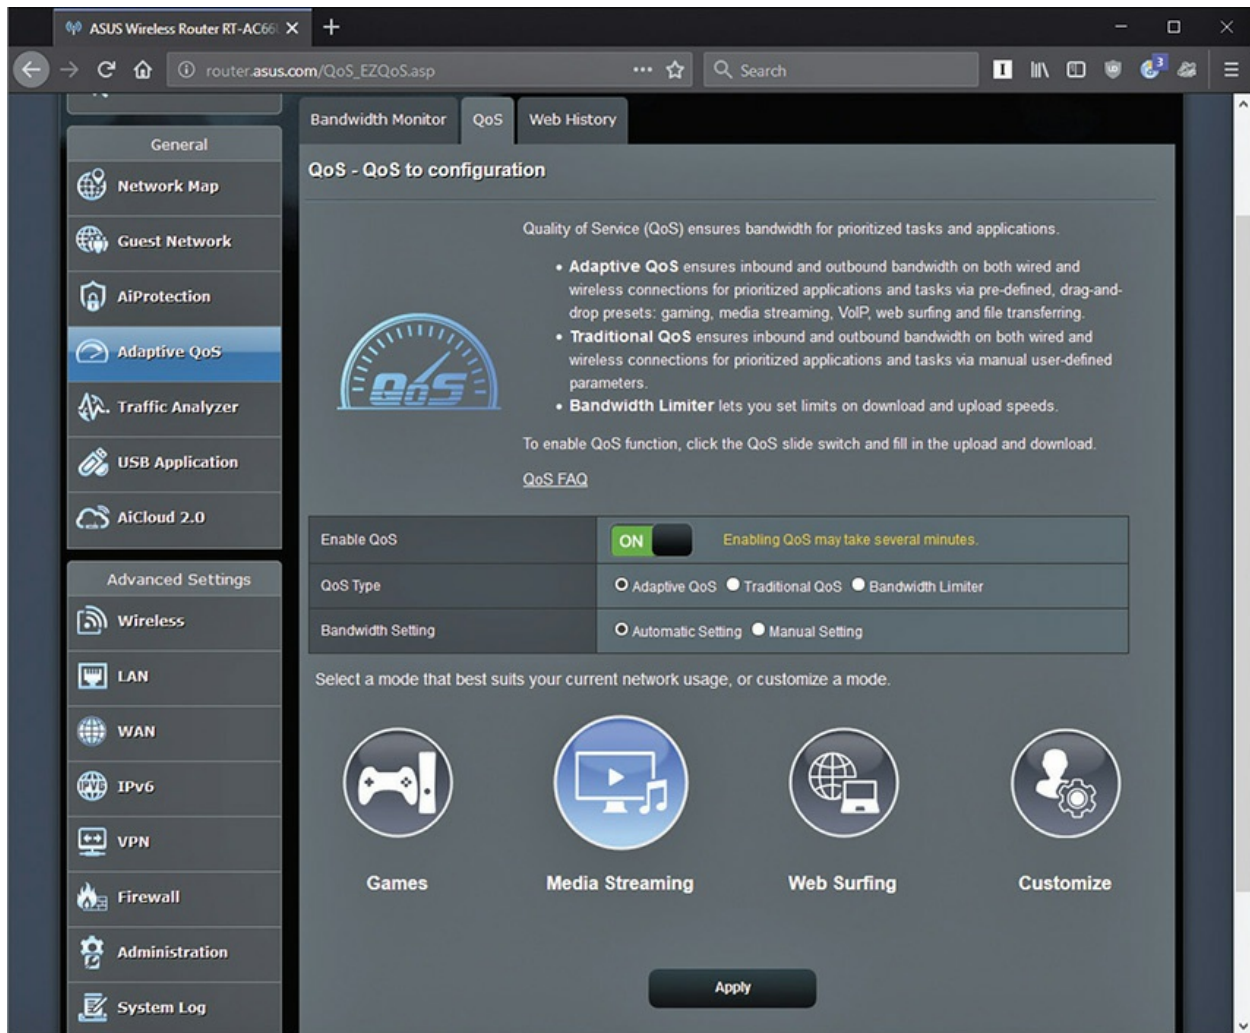 ASUS Wireless Router RT-AC66
router.asus.com/QoS_EZQoS.asp
Search
3
Bandwidth Monitor
QoS
Web History
General
Network Map
Guest Network
AiProtection
Adaptive QoS
Traffic Analyzer
USB Application
AiCloud 2.0
Advanced Settings
Wireless
LAN
WAN
IPv6
VPN
Firewall
Administration
System Log
QoS - QoS to configuration
QoS
Quality of Service (QoS) ensures bandwidth for prioritized tasks and applications.
• Adaptive QoS ensures inbound and outbound bandwidth on both wired and
wireless connections for prioritized applications and tasks via pre-defined, drag-and-
drop presets: gaming, media streaming, VoIP, web surfing and file transferring.
• Traditional QoS ensures inbound and outbound bandwidth on both wired and
wireless connections for prioritized applications and tasks via manual user-defined
parameters.
• Bandwidth Limiter lets you set limits on download and upload speeds.
To enable QoS function, click the QoS slide switch and fill in the upload and download.
QoS FAQ
Enable QoS
ON
Enabling QoS may take several minutes.
QoS Type
Adaptive QoS Traditional QoS Bandwidth Limiter
Bandwidth Setting
Automatic Setting Manual Setting
Select a mode that best suits your current network usage, or customize a mode.
Games
Media Streaming
Web Surfing
Customize
Apply